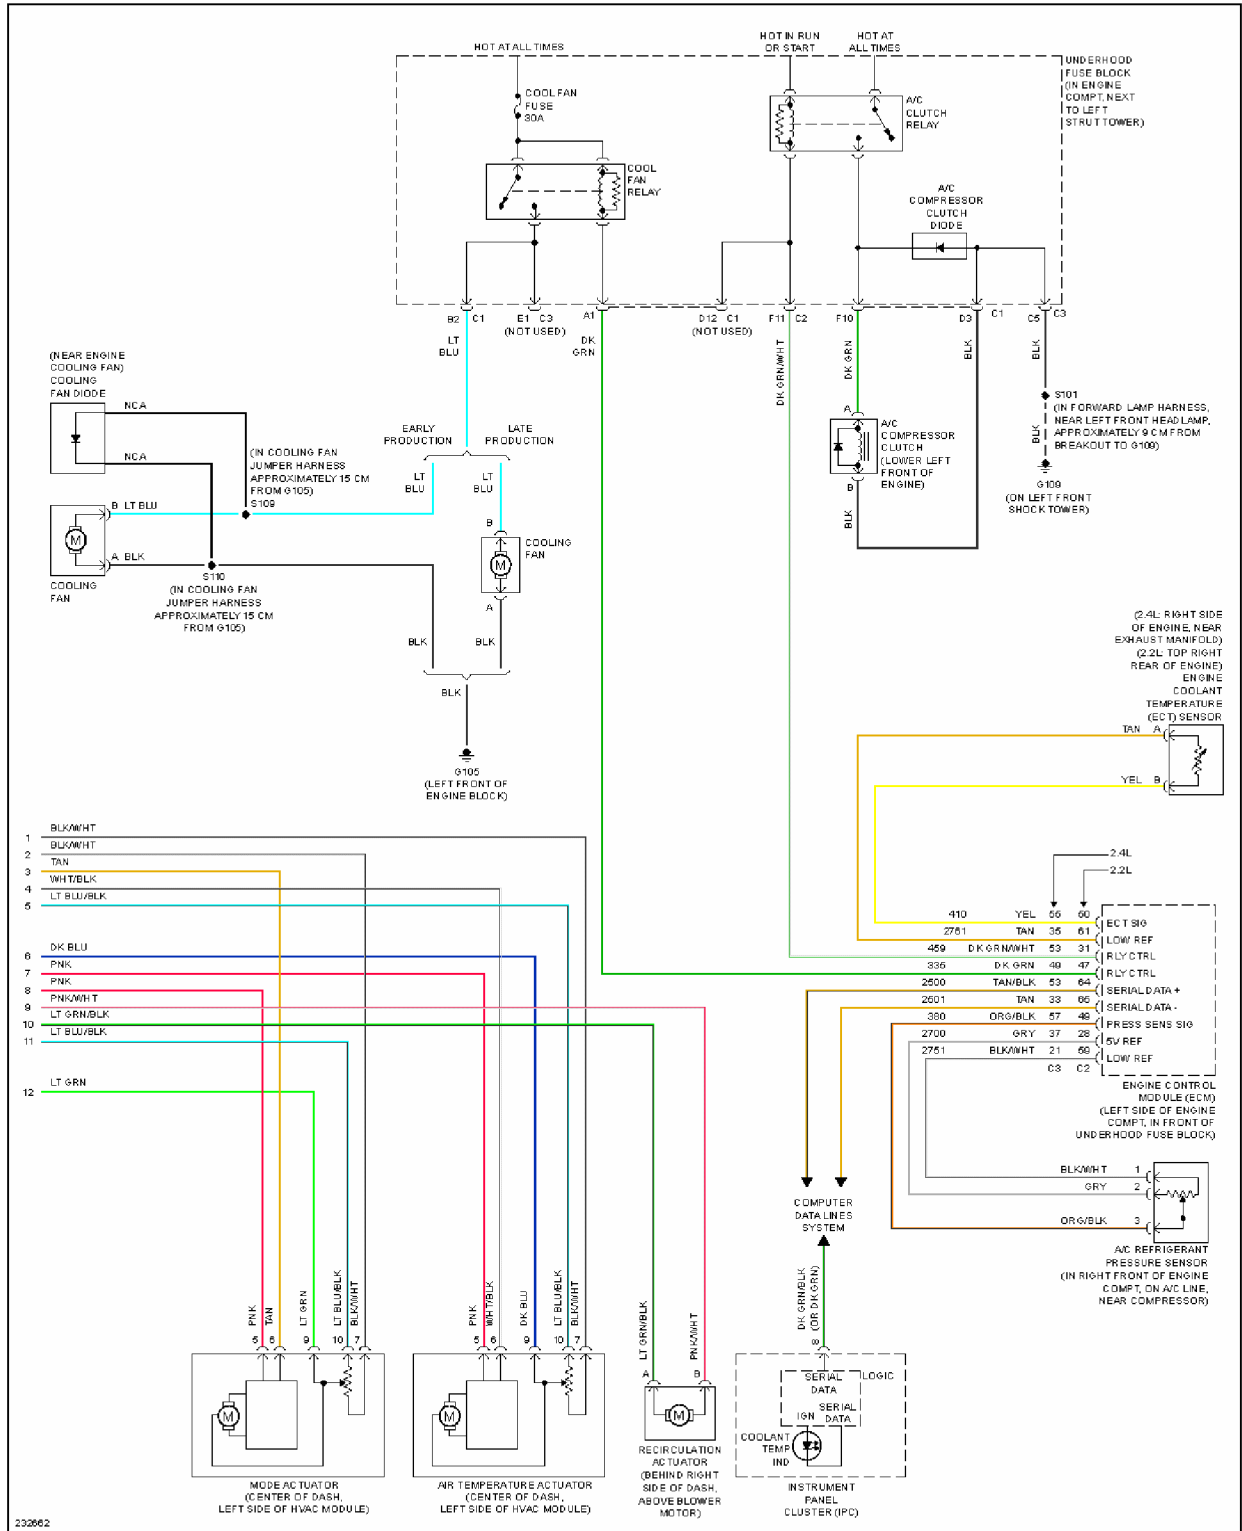 HOT AT ALL TIMES
HOT IN RUN
OR START
HOT AT
ALL TIMES
UNDERHOOD
FUSE BLOCK
(IN ENGINE
COMPT, NEXT
TO LEFT
STRUT TOWER)
COOL FAN
FUSE
30A
A/C
CLUTCH
RELAY
COOL
FAN
RELAY
A/C
COMPRESSOR
CLUTCH
DIODE
B2 C1
E1 C3
(NOT USED)
A1
D12 C1
(NOT USED)
F11 C2
F10
D3 C1
C5 C3
LT
BLU
DK
GRN
DK GRN/WHT
DK GRN
BLK
BLK
(NEAR ENGINE
COOLING FAN)
COOLING
FAN DIODE
NCA
NCA
EARLY
PRODUCTION
LATE
PRODUCTION
(IN COOLING FAN
JUMPER HARNESS
APPROXIMATELY 15 CM
FROM G105)
S109
LT
BLU
LT
BLU
B LT BLU
A BLK
M
COOLING
FAN
S110
(IN COOLING FAN
JUMPER HARNESS
APPROXIMATELY 15 CM
FROM G105)
B
M
COOLING
FAN
A
BLK
BLK
BLK
G105
(LEFT FRONT OF
ENGINE BLOCK)
A
A/C
COMPRESSOR
CLUTCH
(LOWER LEFT
FRONT OF
ENGINE)
B
BLK
S101
(IN FORWARD LAMP HARNESS,
NEAR LEFT FRONT HEADLAMP,
APPROXIMATELY 9 CM FROM
BREAKOUT TO G109)
BLK
G109
(ON LEFT FRONT
SHOCK TOWER)
(2.4L: RIGHT SIDE
OF ENGINE, NEAR
EXHAUST MANIFOLD)
(2.2L: TOP RIGHT
REAR OF ENGINE)
ENGINE
COOLANT
TEMPERATURE
(ECT) SENSOR
TAN A
YEL B
1 BLK/WHT
2 BLK/WHT
3 TAN
4 WHT/BLK
5 LT BLU/BLK
6 DK BLU
7 PNK
8 PNK
9 PNK/WHT
10 LT GRN/BLK
11 LT BLU/BLK
12 LT GRN
2.4L
2.2L
410 YEL 55 60 ECT SIG
2761 TAN 35 61 LOW REF
459 DK GRN/WHT 53 31 RLY CTRL
335 DK GRN 49 47 RLY CTRL
2500 TAN/BLK 53 64 SERIAL DATA +
2501 TAN 33 65 SERIAL DATA -
380 ORG/BLK 57 49 PRESS SENS SIG
2700 GRY 37 28 5V REF
2751 BLK/WHT 21 59 LOW REF
C3 C2
ENGINE CONTROL
MODULE (ECM)
(LEFT SIDE OF ENGINE
COMPT, IN FRONT OF
UNDERHOOD FUSE BLOCK)
BLK/WHT 1
GRY 2
ORG/BLK 3
A/C REFRIGERANT
PRESSURE SENSOR
(IN RIGHT FRONT OF ENGINE
COMPT, ON A/C LINE,
NEAR COMPRESSOR)
COMPUTER
DATA LINES
SYSTEM
DK GRN/BLK
(OR DK GRN)
8
PNK
TAN
LT GRN
LT BLU/BLK
BLK/WHT
5 6 9 10 7
M
MODE ACTUATOR
(CENTER OF DASH,
LEFT SIDE OF HVAC MODULE)
PNK
WHT/BLK
DK BLU
LT BLU/BLK
BLK/WHT
5 6 9 10 7
M
AIR TEMPERATURE ACTUATOR
(CENTER OF DASH,
LEFT SIDE OF HVAC MODULE)
LT GRN/BLK
PNK/WHT
A B
M
RECIRCULATION
ACTUATOR
(BEHIND RIGHT
SIDE OF DASH,
ABOVE BLOWER
MOTOR)
SERIAL
DATA
LOGIC
IGN
SERIAL
DATA
COOLANT
TEMP
IND
INSTRUMENT
PANEL
CLUSTER (IPC)
232662